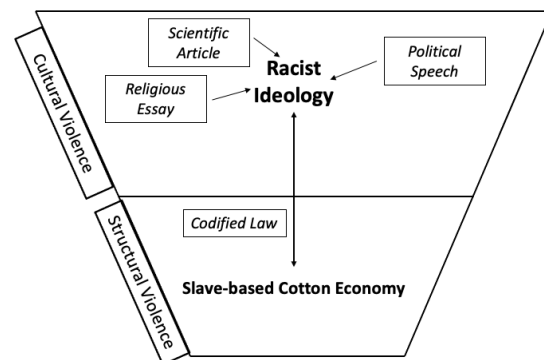 Scientific
Article
Racist
Ideology
Political
Speech
Religious
Essay
Cultural Violence
Codified Law
Structural Violence
Slave-based Cotton Economy